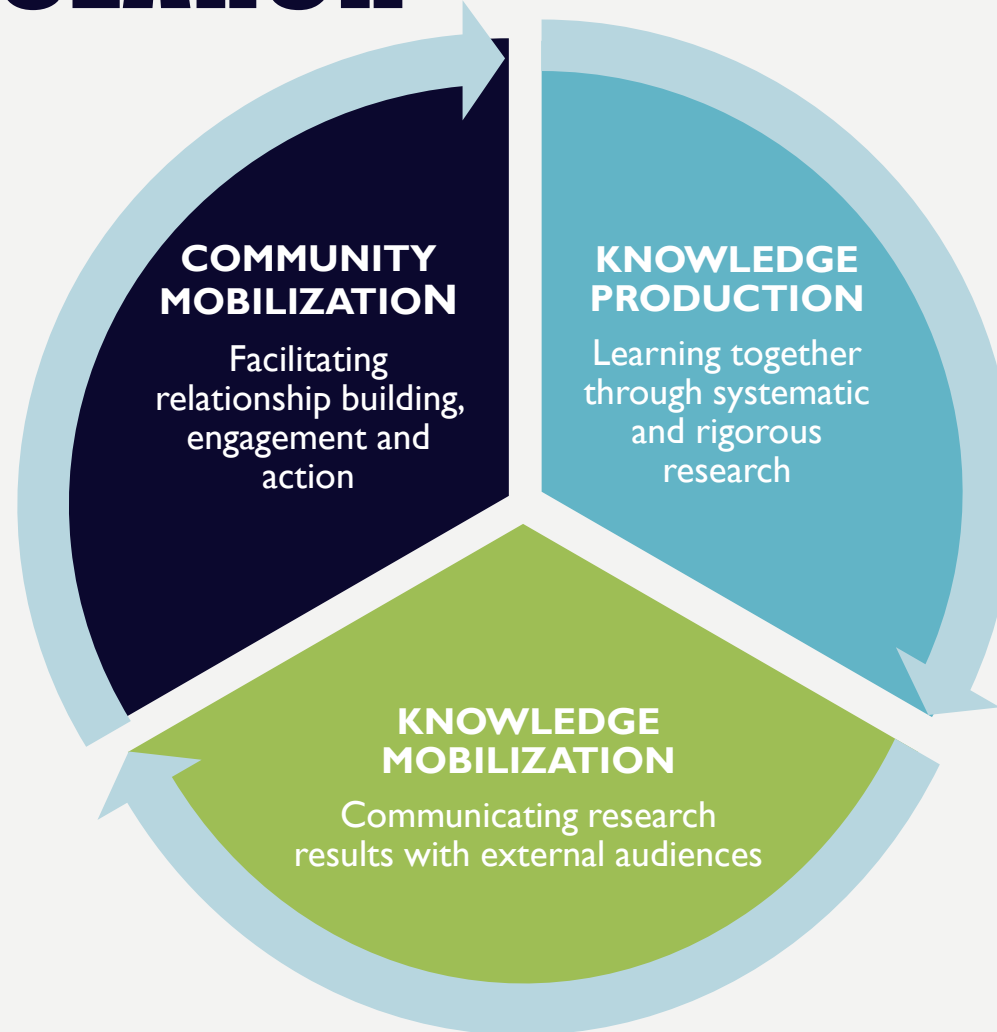 COMMUNITY
MOBILIZATION
Facilitating
relationship building,
engagement and
action
KNOWLEDGE
PRODUCTION
Learning together
through systematic
and rigorous
research
KNOWLEDGE
MOBILIZATION
Communicating research
results with external audiences